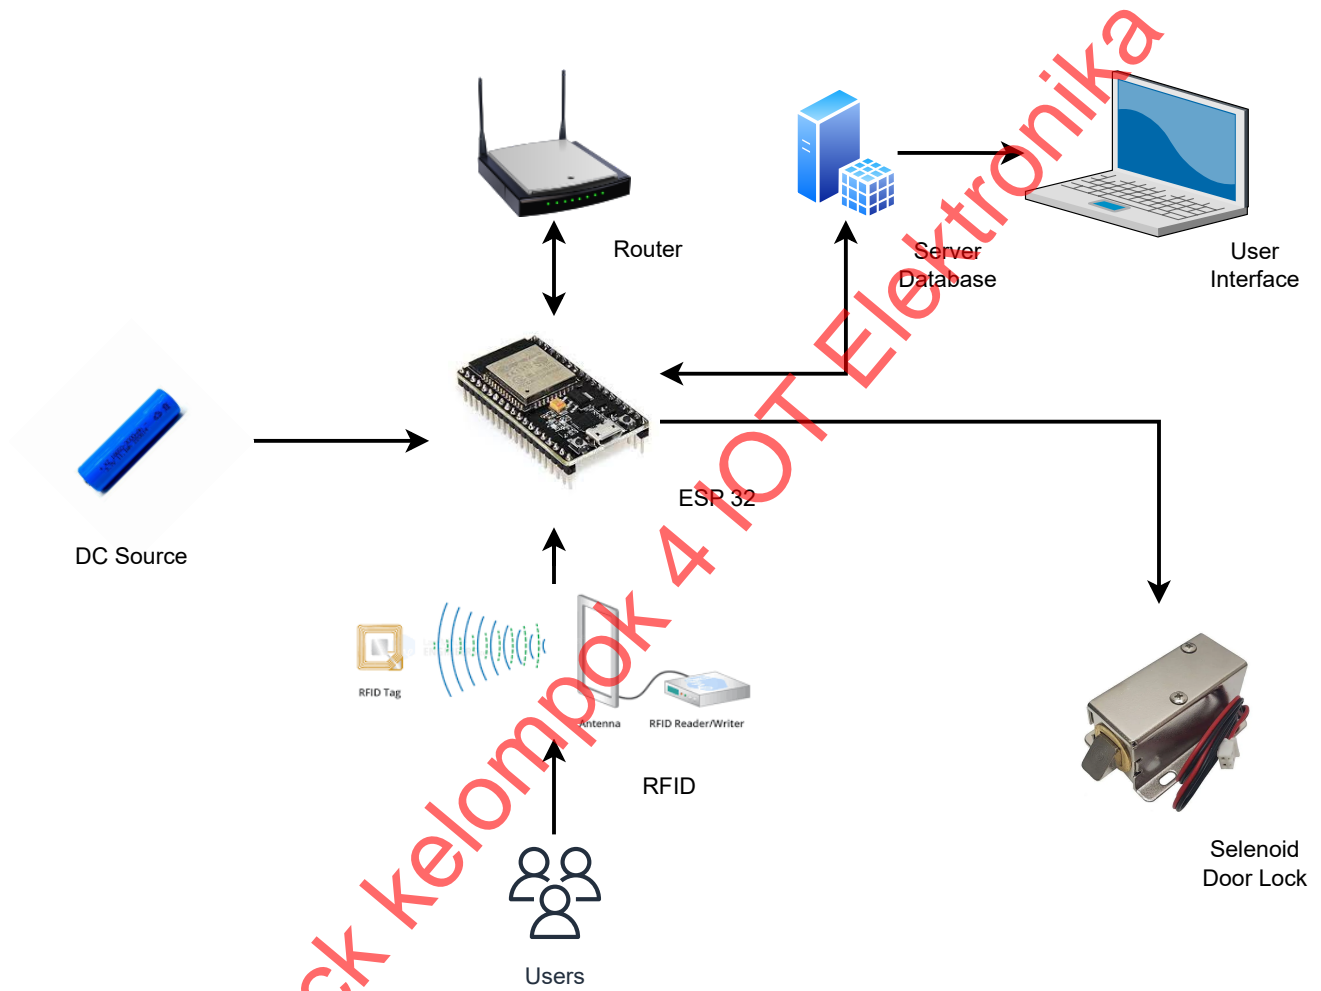 Router
Server
Database
User
Interface
DC Source
ESP 32
RFID Tag
Antenna
RFID Reader/Writer
RFID
Selenoid
Door Lock
Users
kelompok 4 IOT Elektronika